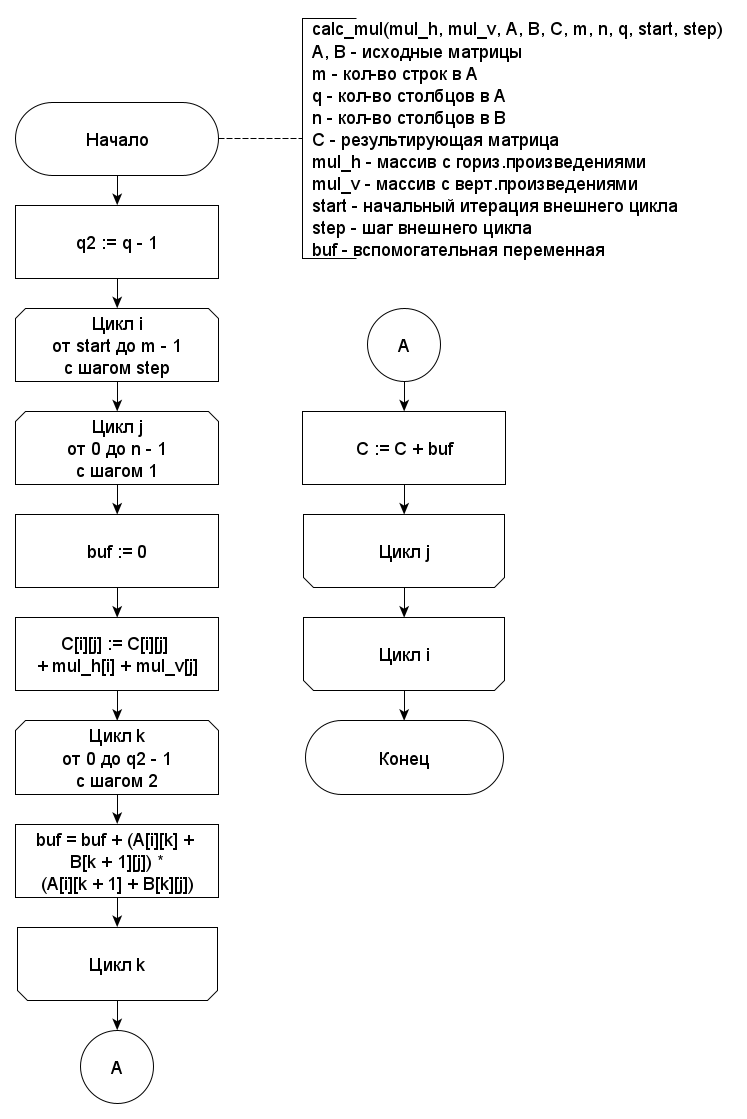 calc_mul(mul_h, mul_v, A, B, C, m, n, q, start, step)
A, B - исходные матрицы
m - кол-во строк в A
q - кол-во столбцов в A
n - кол-во столбцов в B
C - результирующая матрица
mul_h - массив с гориз.произведениями
mul_v - массив с верт.произведениями
start - начальный итерация внешнего цикла
step - шаг внешнего цикла
buf - вспомогательная переменная
Начало
q2 := q - 1
Цикл i
от start до m - 1
с шагом step
Цикл j
от 0 до n - 1
с шагом 1
buf := 0
C[i][j] := C[i][j]
+ mul_h[i] + mul_v[j]
Цикл k
от 0 до q2 - 1
с шагом 2
buf = buf + (A[i][k] +
B[k + 1][j]) *
(A[i][k + 1] + B[k][j])
Цикл k
A
A
C := C + buf
Цикл j
Цикл i
Конец